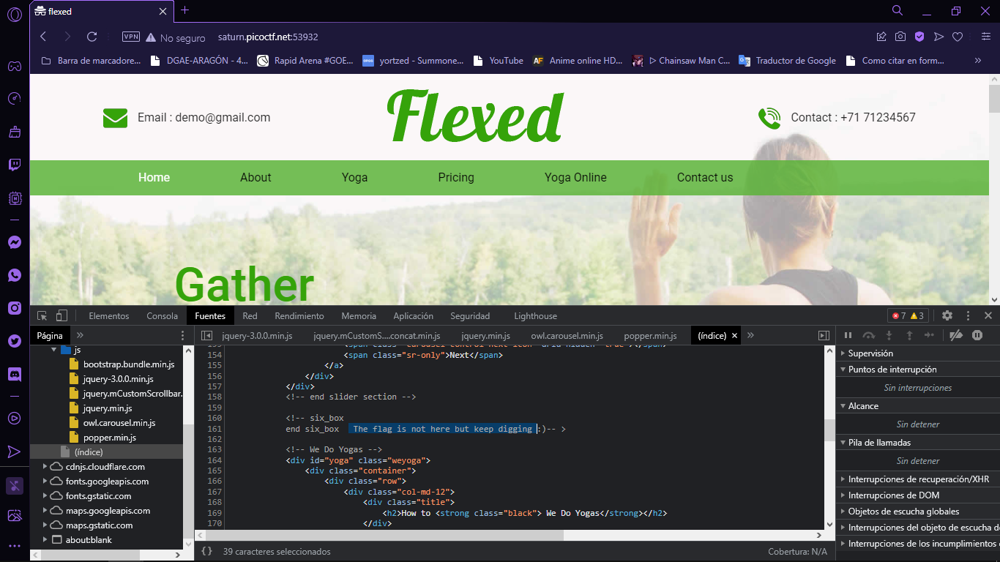 flexed
VPN No seguro saturn.picoctf.net:53932
Barra de marcadore... DGAE-ARAGÓN - 4... Rapid Arena #GOE... yortzed - Summone... YouTube Anime online HD... ▷ Chainsaw Man C... Traductor de Google Como citar en form... »
Email : demo@gmail.com Flexed Contact : +71 71234567
Home About Yoga Pricing Yoga Online Contact us
Gather
Elementos Consola Fuentes Red Rendimiento Memoria Aplicación Seguridad Lighthouse 7 3
Página » jquery-3.0.0.min.js jquery.mCustomS....concat.min.js jquery.min.js owl.carousel.min.js popper.min.js (índice) »
js
bootstrap.bundle.min.js
jquery-3.0.0.min.js
jquery.mCustomScrollbar.
jquery.min.js
owl.carousel.min.js
popper.min.js
(índice)
cdnjs.cloudflare.com
fonts.googleapis.com
fonts.gstatic.com
maps.googleapis.com
maps.gstatic.com
about:blank
154 <span class="sr-only">Next</span>
155 </a>
156 </div>
157 </div>
158 <!-- end slider section -->
159
160 <!-- six_box
161 end six_box The flag is not here but keep digging :)-- >
162
163 <!-- We Do Yogas -->
164 <div id="yoga" class="weyoga">
165 <div class="container">
166 <div class="row">
167 <div class="col-md-12">
168 <div class="title">
169 <h2>How to <strong class="black"> We Do Yogas</strong></h2>
170 </div>
{} 39 caracteres seleccionados Cobertura: N/A
Supervisión
Puntos de interrupción
Sin interrupciones
Alcance
Sin detener
Pila de llamadas
Sin detener
Interrupciones de recuperación/XHR
Interrupciones de DOM
Objetos de escucha globales
Interrupciones del objeto de escucha de
Interrupciones de los incumplimientos